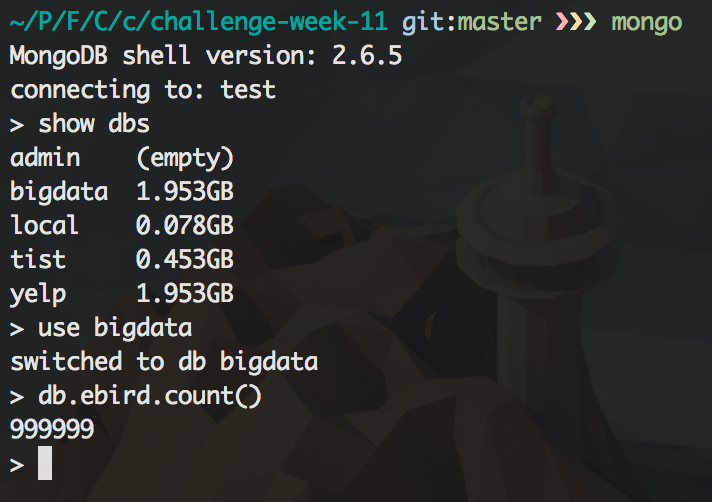 ~/P/F/C/c/challenge-week-11 git:master ❯❯❯ mongo
MongoDB shell version: 2.6.5
connecting to: test
> show dbs
admin    (empty)
bigdata  1.953GB
local    0.078GB
tist     0.453GB
yelp     1.953GB
> use bigdata
switched to db bigdata
> db.ebird.count()
999999
>